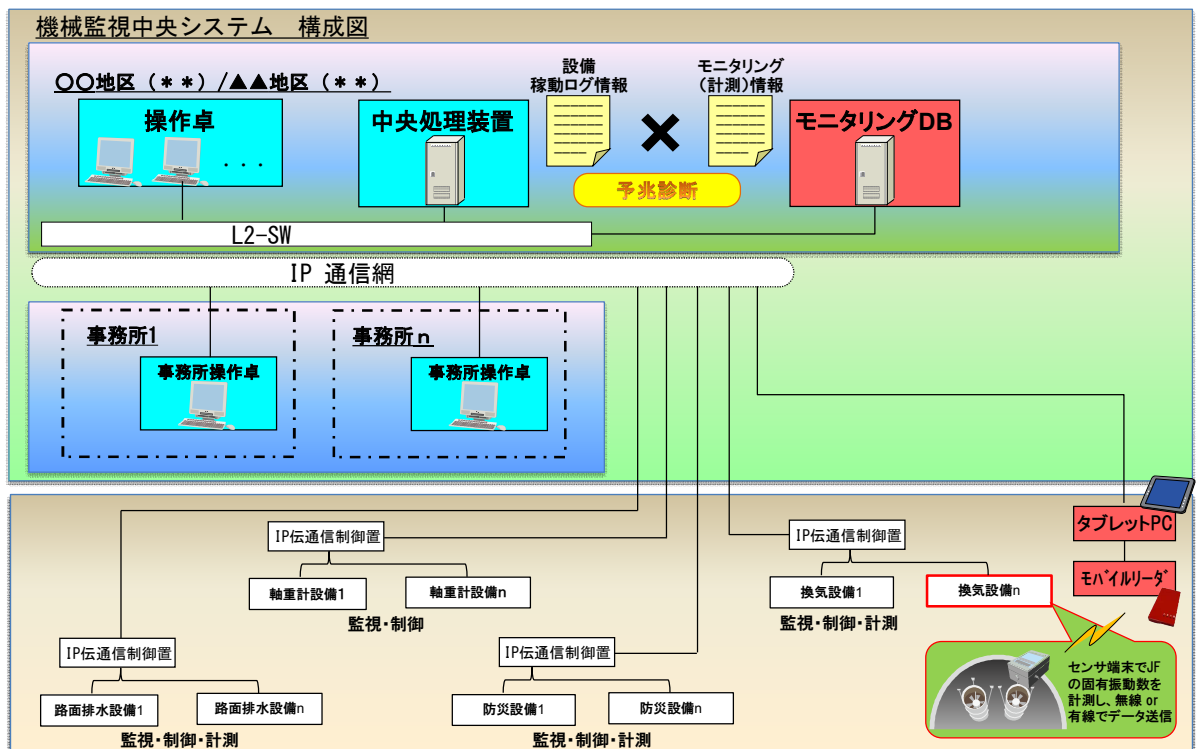 機械監視中央システム　構成図
〇〇地区（＊＊）/▲▲地区（＊＊）
操作卓
・・・
中央処理装置
設備
稼動ログ情報
モニタリング
（計測）情報
×
予兆診断
モニタリングDB
L2-SW
IP 通信網
事務所1
事務所操作卓
事務所ｎ
事務所操作卓
IP伝通信制御置
軸重計設備1
軸重計設備n
監視・制御
IP伝通信制御置
換気設備1
換気設備n
監視・制御・計測
タブレットPC
モバイルリーダ
IP伝通信制御置
路面排水設備1
路面排水設備n
監視・制御・計測
IP伝通信制御置
防災設備1
防災設備n
監視・制御・計測
センサ端末でJF
の固有振動数を
計測し、無線 or
有線でデータ送信